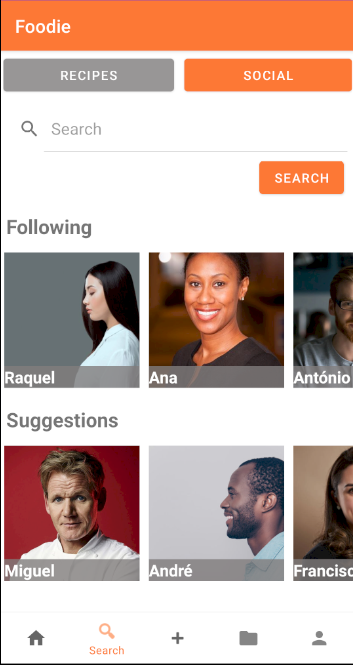 Foodie
RECIPES
SOCIAL
Search
SEARCH
Following
Raquel
Ana
António
Suggestions
Miguel
André
Francisc
Search